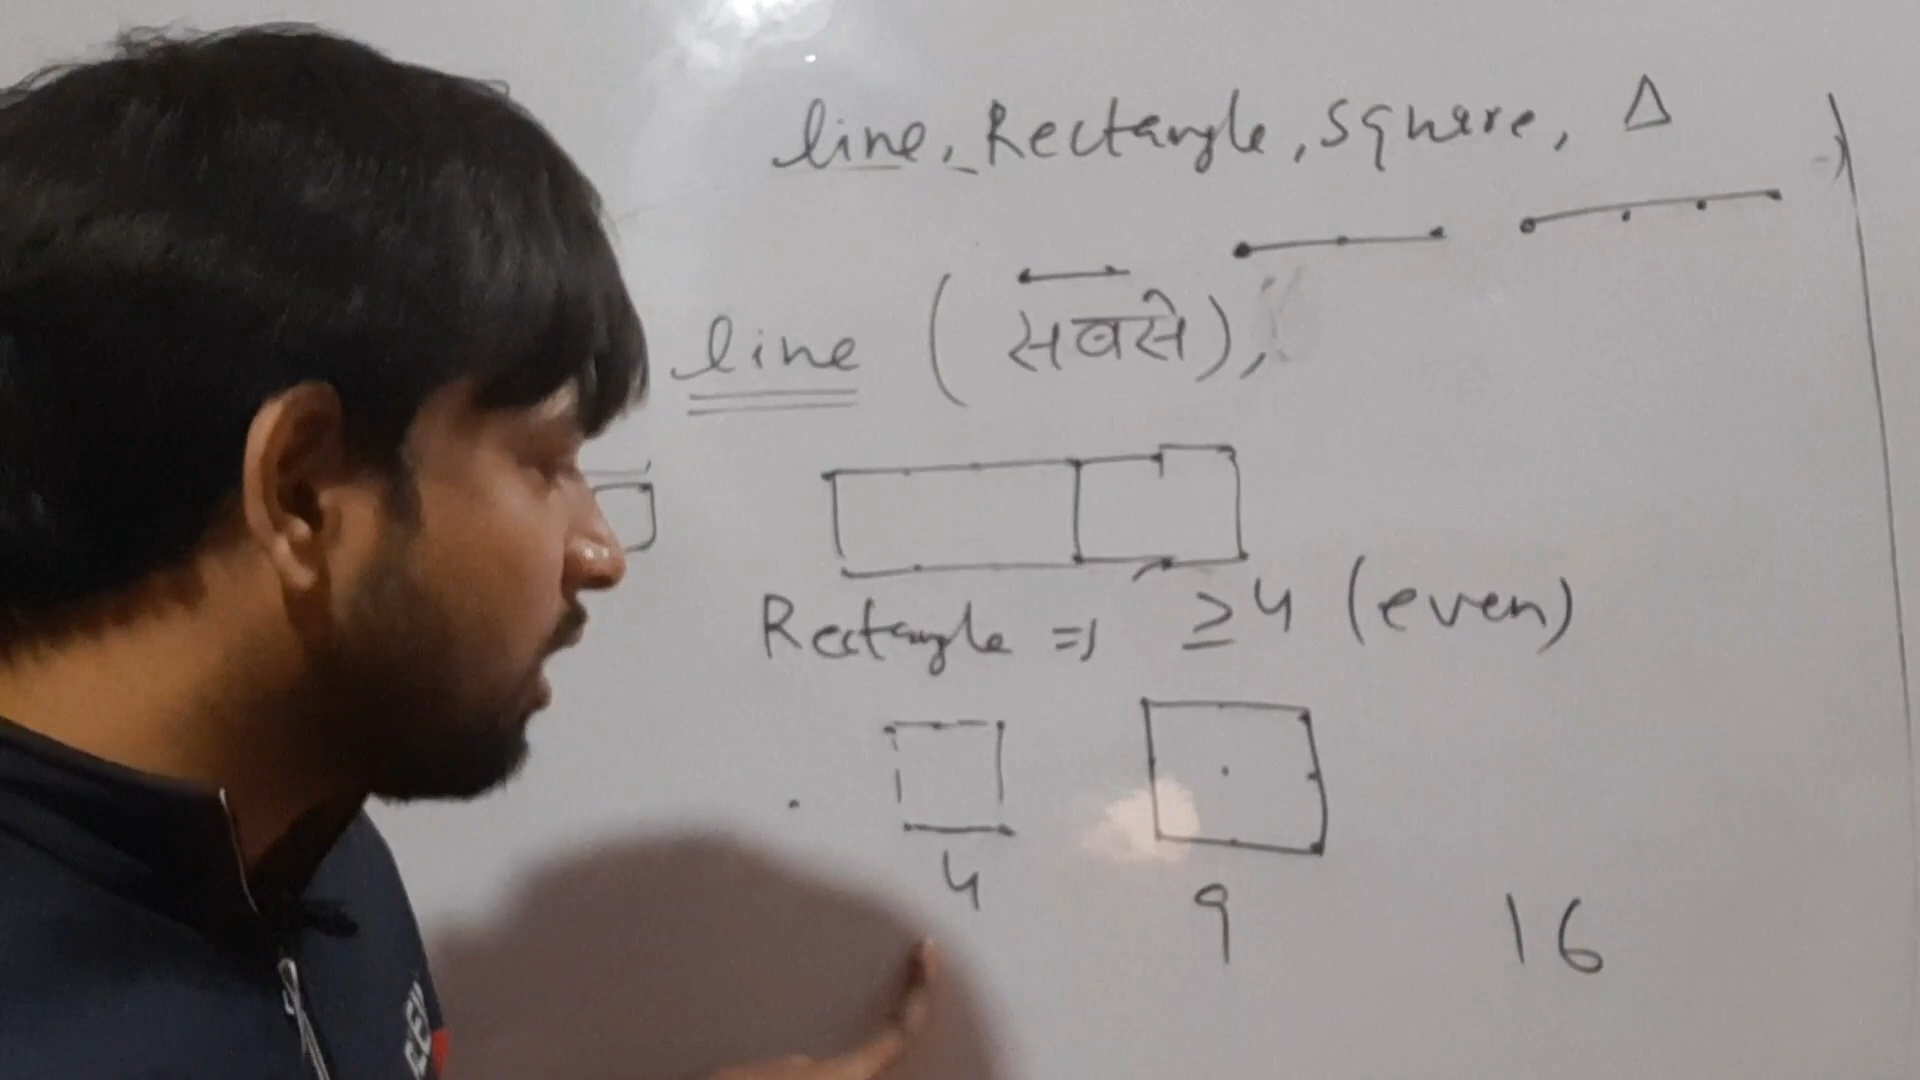 line, Rectangle, square, Δ
line ( सबसे ),
Rectangle => ≥4 (even)
4 9 16